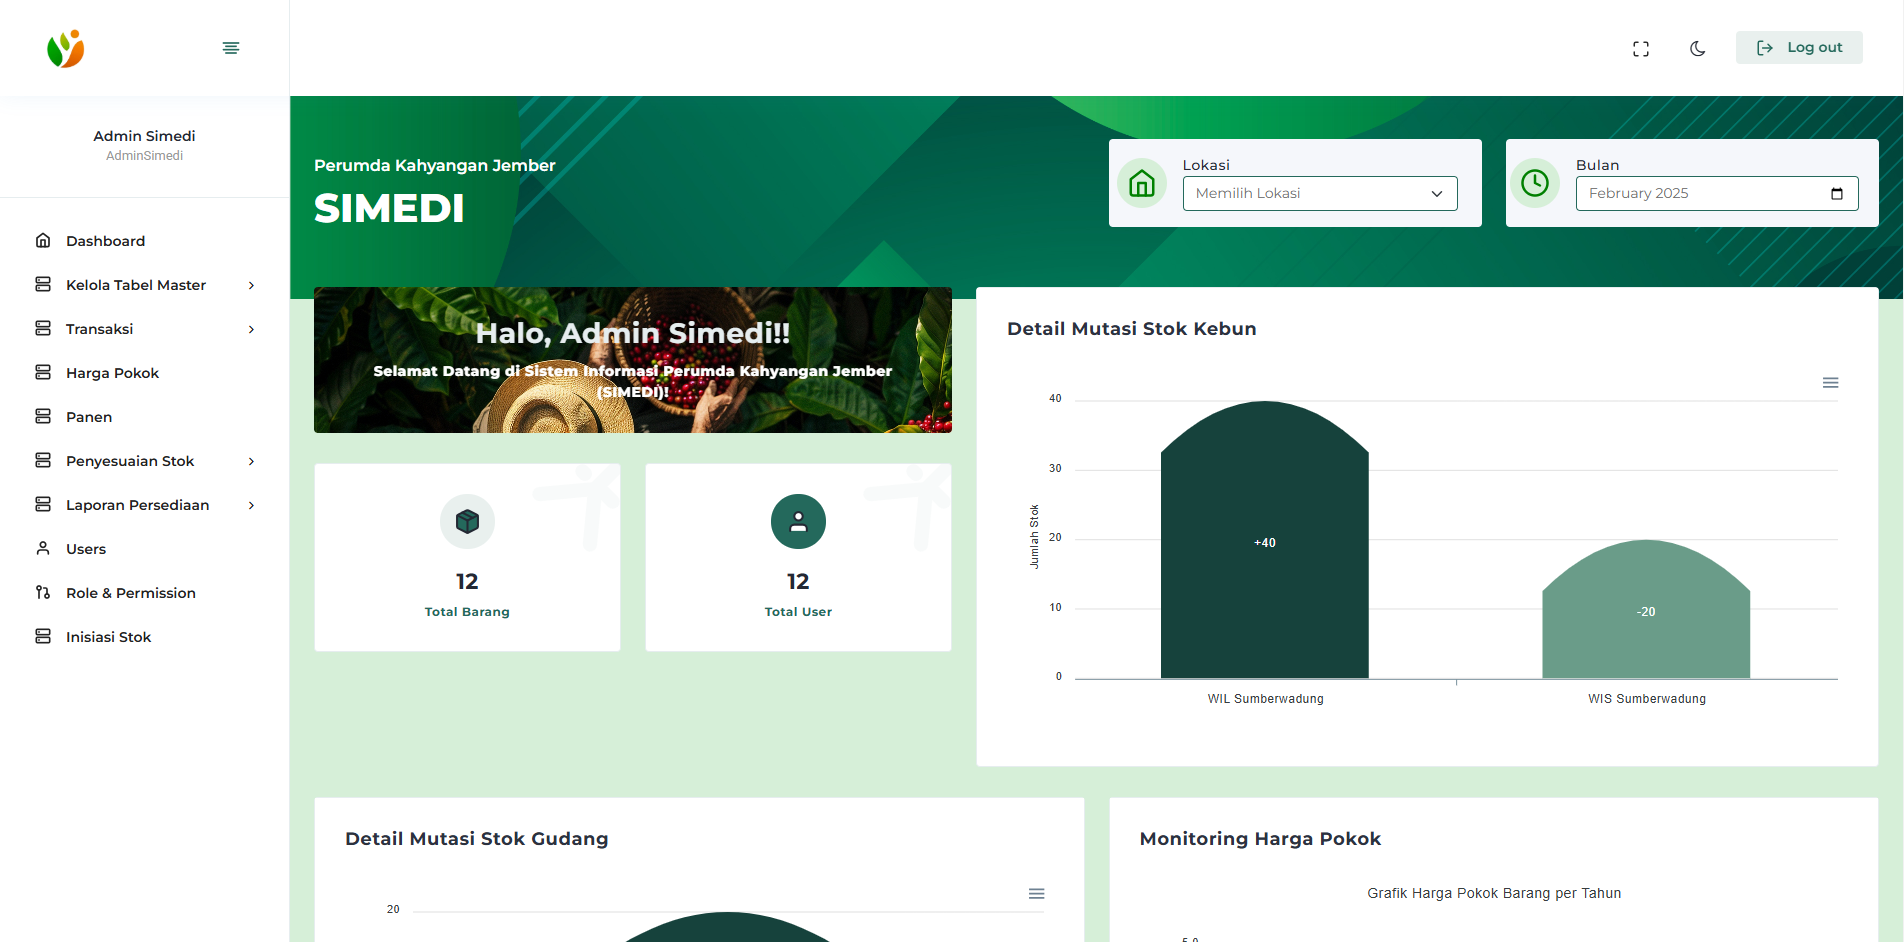 Log out
Admin Simedi
AdminSimedi
Dashboard
Kelola Tabel Master
Transaksi
Harga Pokok
Panen
Penyesuaian Stok
Laporan Persediaan
Users
Role & Permission
Inisiasi Stok
Perumda Kahyangan Jember
SIMEDI
Lokasi
Memilih Lokasi
Bulan
February 2025
Halo, Admin Simedi!!
Selamat Datang di Sistem Informasi Perumda Kahyangan Jember
(SIMEDI)!
12
Total Barang
12
Total User
Detail Mutasi Stok Kebun
40
30
20
10
0
Jumlah Stok
+40
-20
WIL Sumberwadung
WIS Sumberwadung
Detail Mutasi Stok Gudang
20
Monitoring Harga Pokok
Grafik Harga Pokok Barang per Tahun
5.0